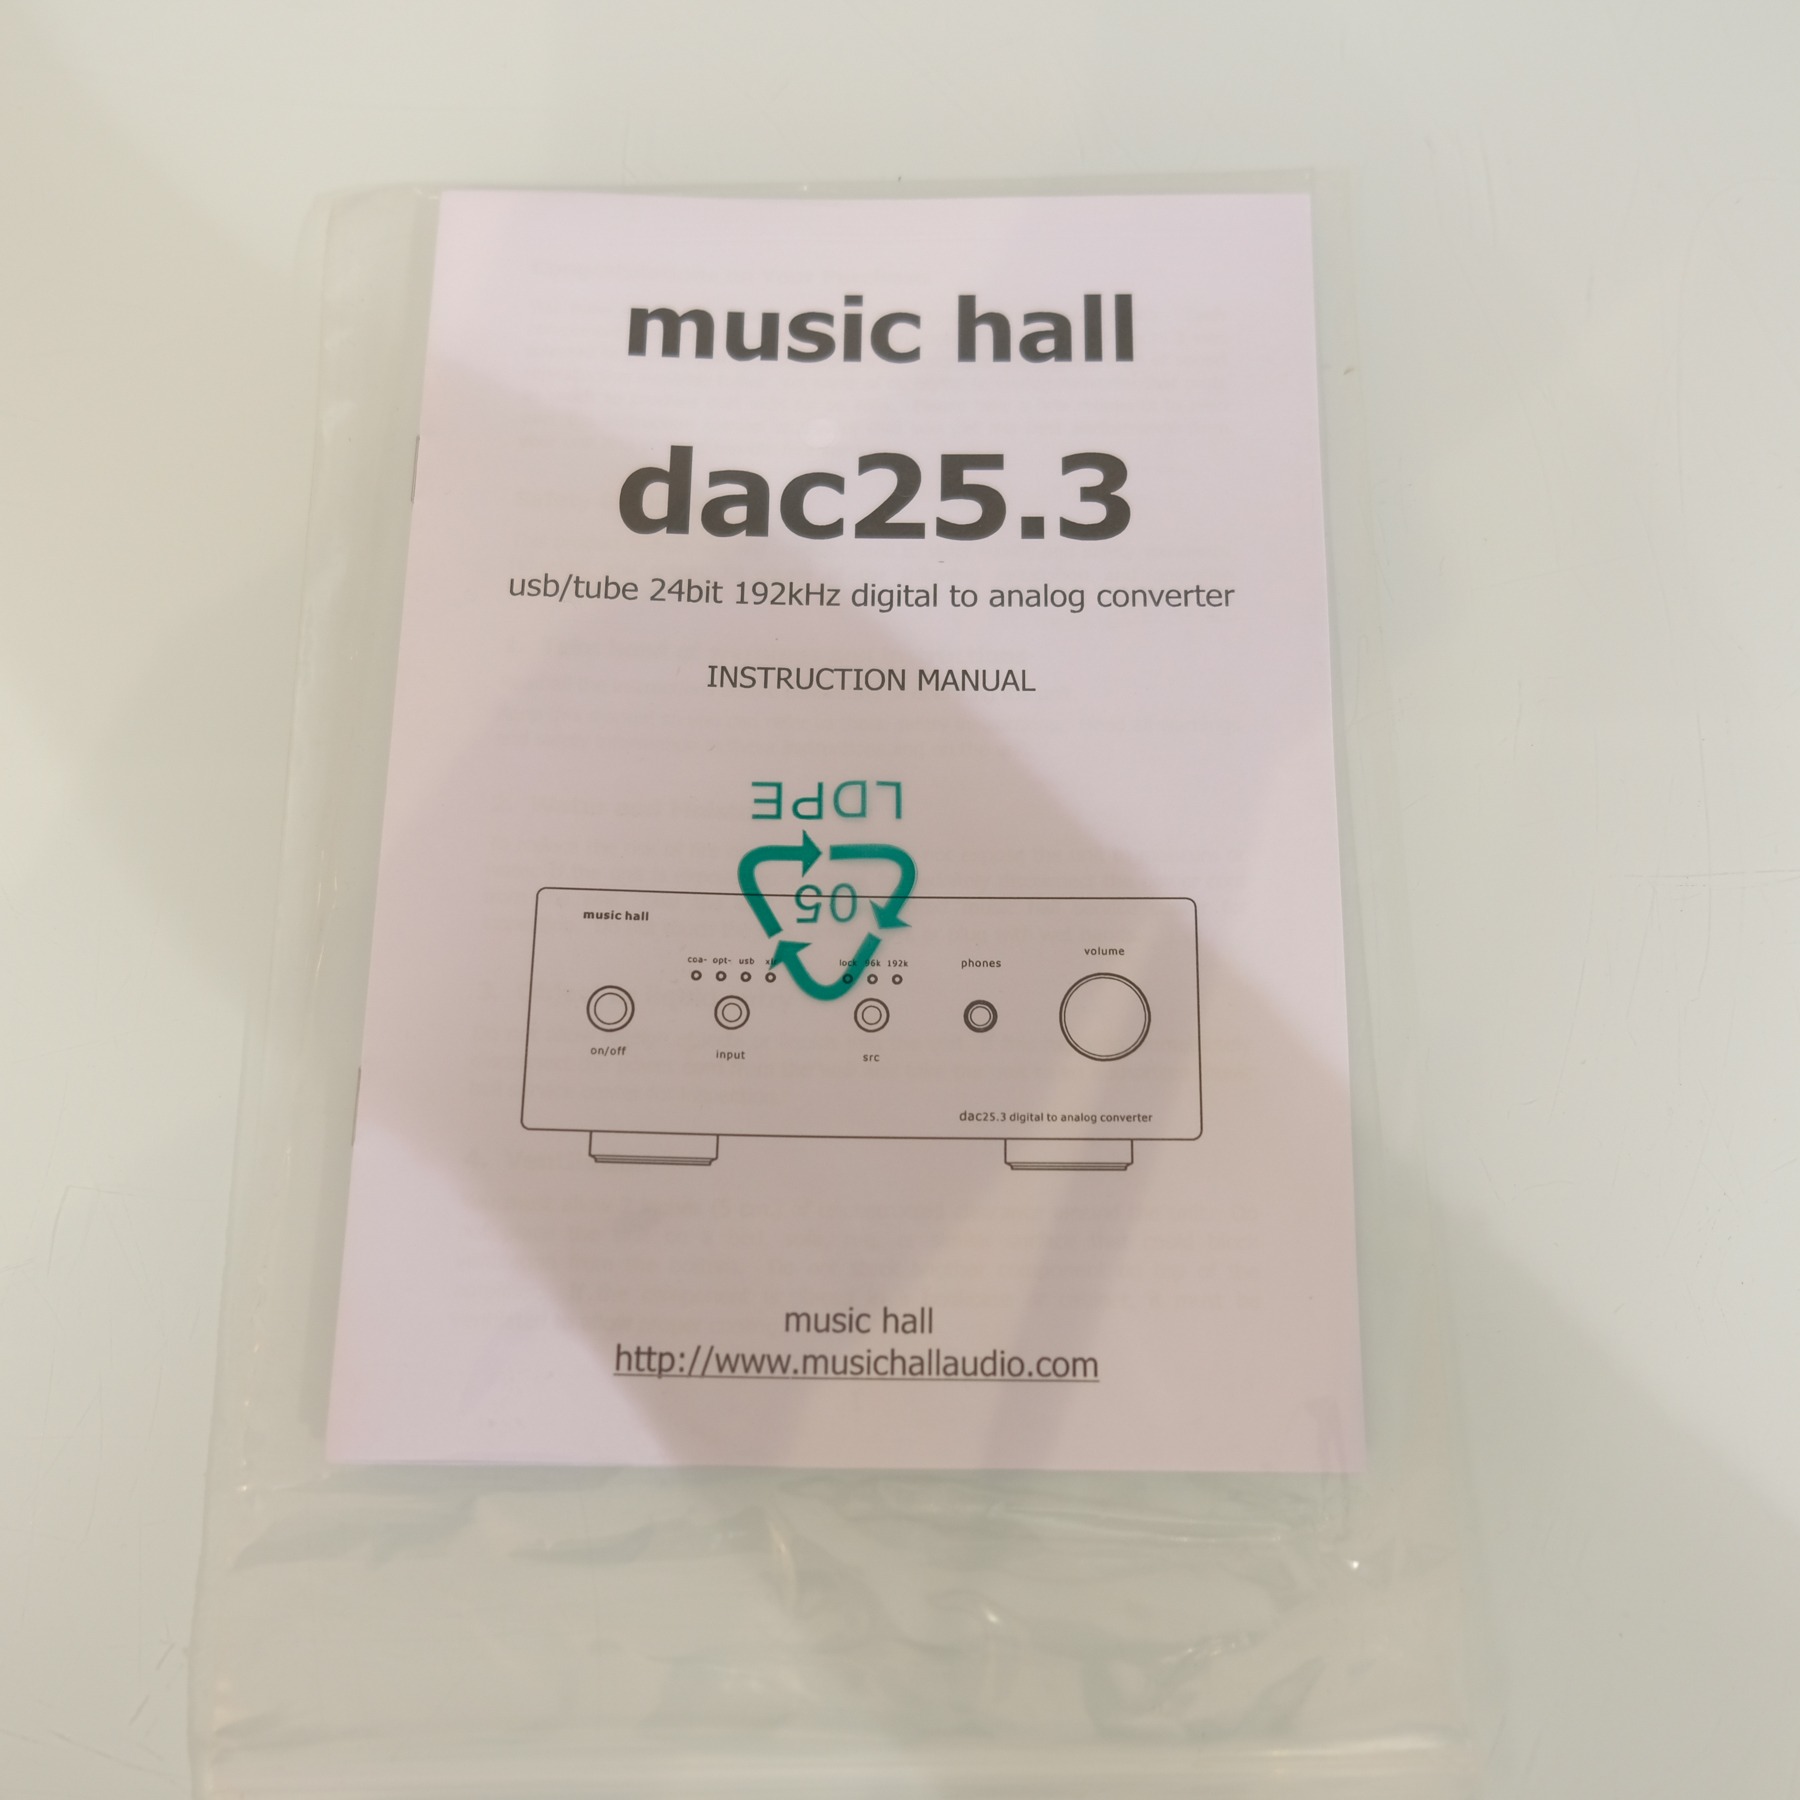 music hall
dac25.3
usb/tube 24bit 192kHz digital to analog converter
INSTRUCTION MANUAL
LDPE
05
music hall
coa- opt- usb
lock 96k 192k
phones
volume
on/off
input
src
dac25.3 digital to analog converter
music hall
http://www.musichallaudio.com